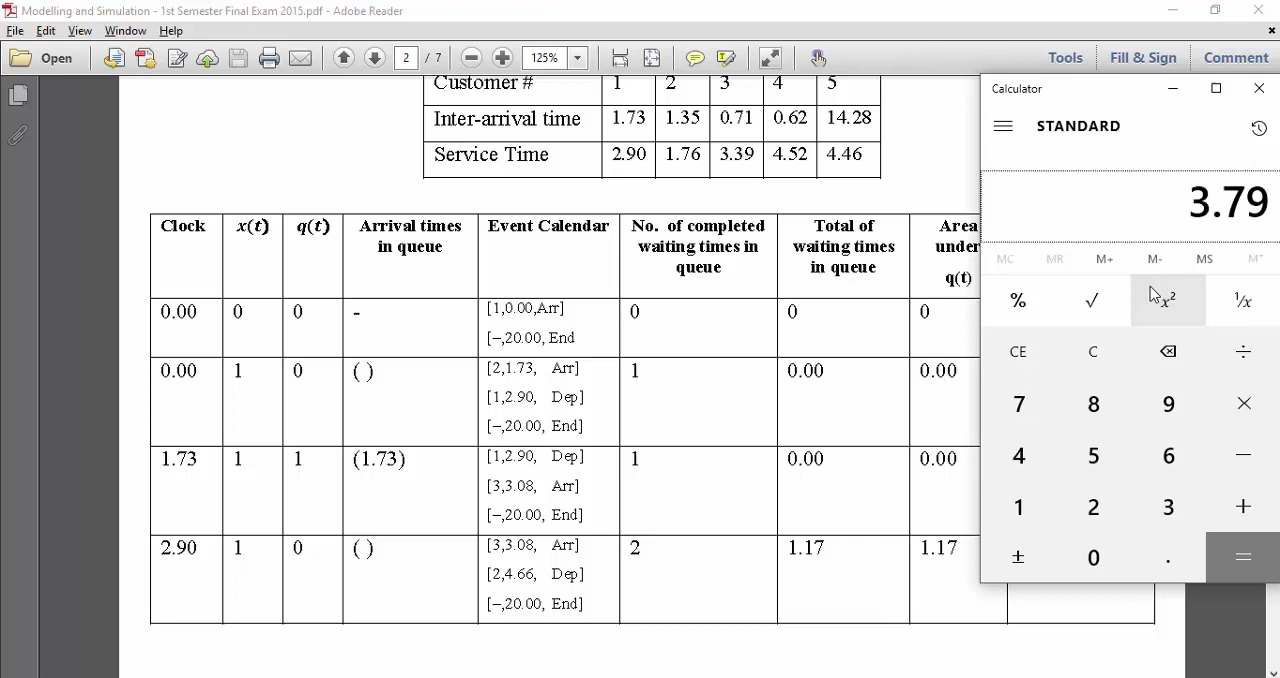 Modelling and Simulation - 1st Semester Final Exam 2015.pdf - Adobe Reader
File Edit View Window Help
Open 2 / 7 125% Tools Fill & Sign Comment
Customer # 1 2 3 4 5
Inter-arrival time 1.73 1.35 0.71 0.62 14.28
Service Time 2.90 1.76 3.39 4.52 4.46
Clock x(t) q(t) Arrival times in queue Event Calendar No. of completed waiting times in queue Total of waiting times in queue Area under q(t)
0.00 0 0 - [1,0.00,Arr] 0 0 0
[–,20.00, End
0.00 1 0 ( ) [2,1.73, Arr] 1 0.00 0.00
[1,2.90, Dep]
[–,20.00, End]
1.73 1 1 (1.73) [1,2.90, Dep] 1 0.00 0.00
[3,3.08, Arr]
[–,20.00, End]
2.90 1 0 ( ) [3,3.08, Arr] 2 1.17 1.17
[2,4.66, Dep]
[–,20.00, End]
Calculator
STANDARD
3.79
MC MR M+ M- MS M˅
% √ x² ¹/x
CE C ÷
7 8 9 ×
4 5 6 −
1 2 3 +
± 0 . =